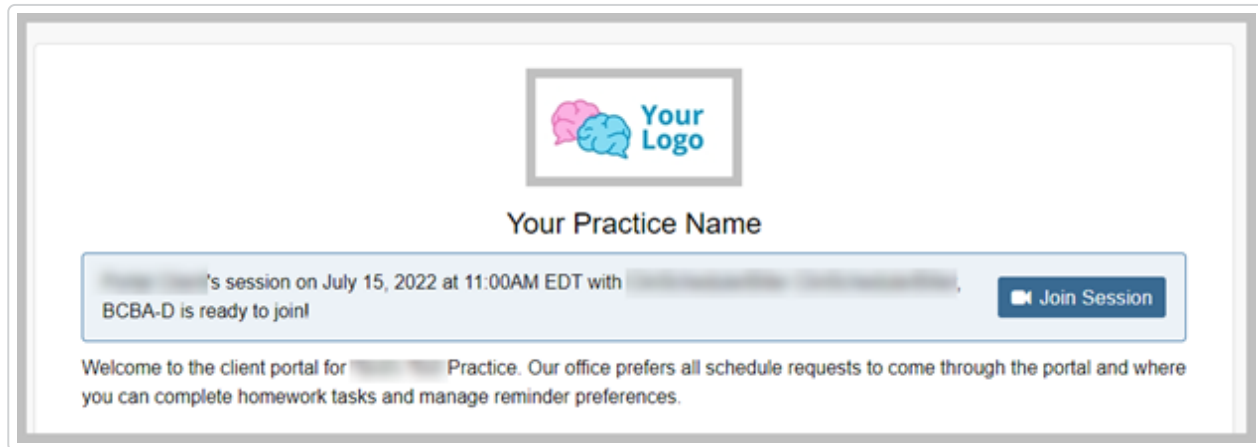 Your
Logo
Your Practice Name
's session on July 15, 2022 at 11:00AM EDT with ,
BCBA-D is ready to join!
Join Session
Welcome to the client portal for Practice. Our office prefers all schedule requests to come through the portal and where
you can complete homework tasks and manage reminder preferences.